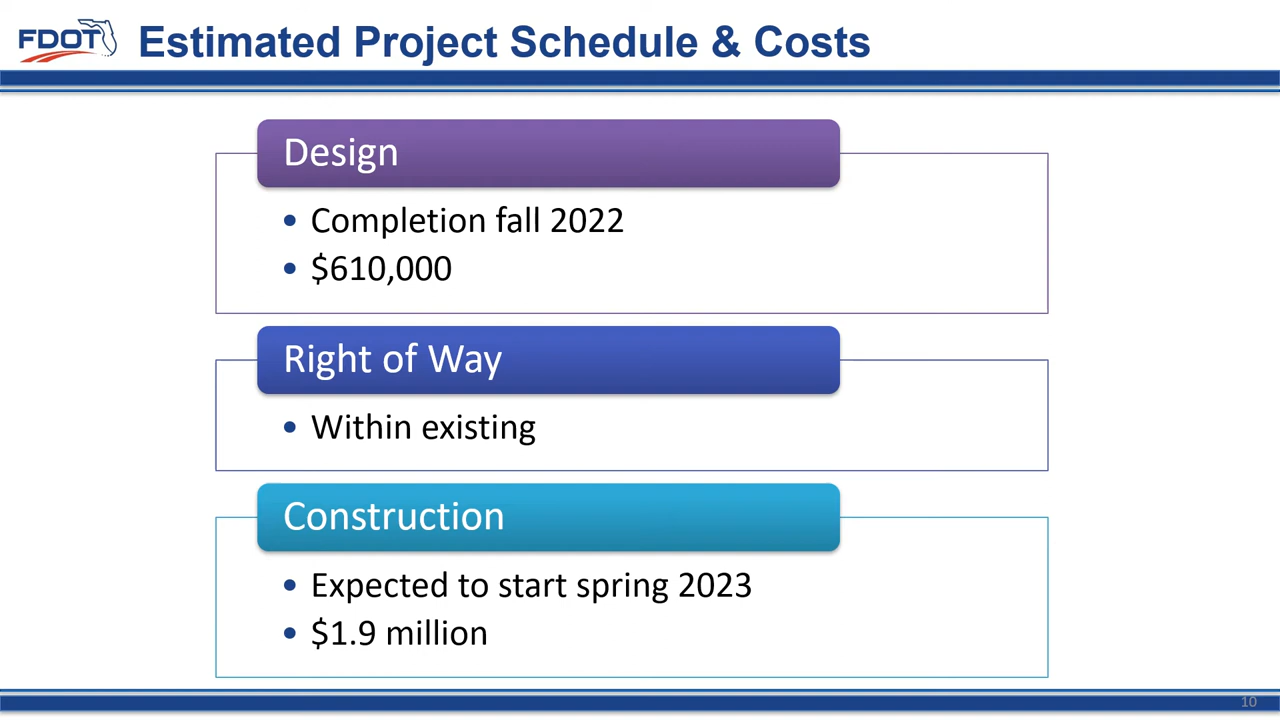 FDOT
Estimated Project Schedule & Costs
Design
• Completion fall 2022
• $610,000
Right of Way
• Within existing
Construction
• Expected to start spring 2023
• $1.9 million
10